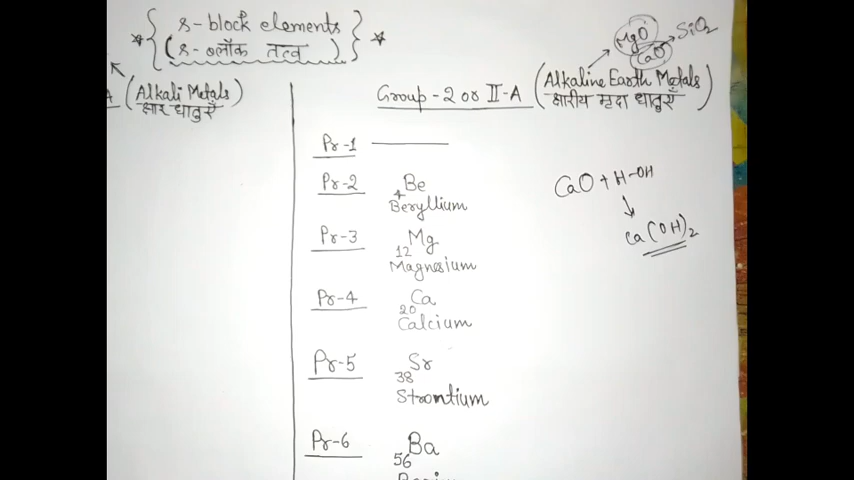 * { s-block elements } *
( s-ब्लॉक तत्व )
(Alkali Metals)
क्षार धातुएँ
MgO
CaO → SiO2
Group-2 or II-A (Alkaline Earth Metals)
क्षारीय मृदा धातुएँ
Pr-1
Pr-2 4Be
Beryllium
Pr-3 12Mg
Magnesium
Pr-4 20Ca
Calcium
Pr-5 38Sr
Strontium
Pr-6 56Ba
CaO + H-OH
↓
Ca(OH)2